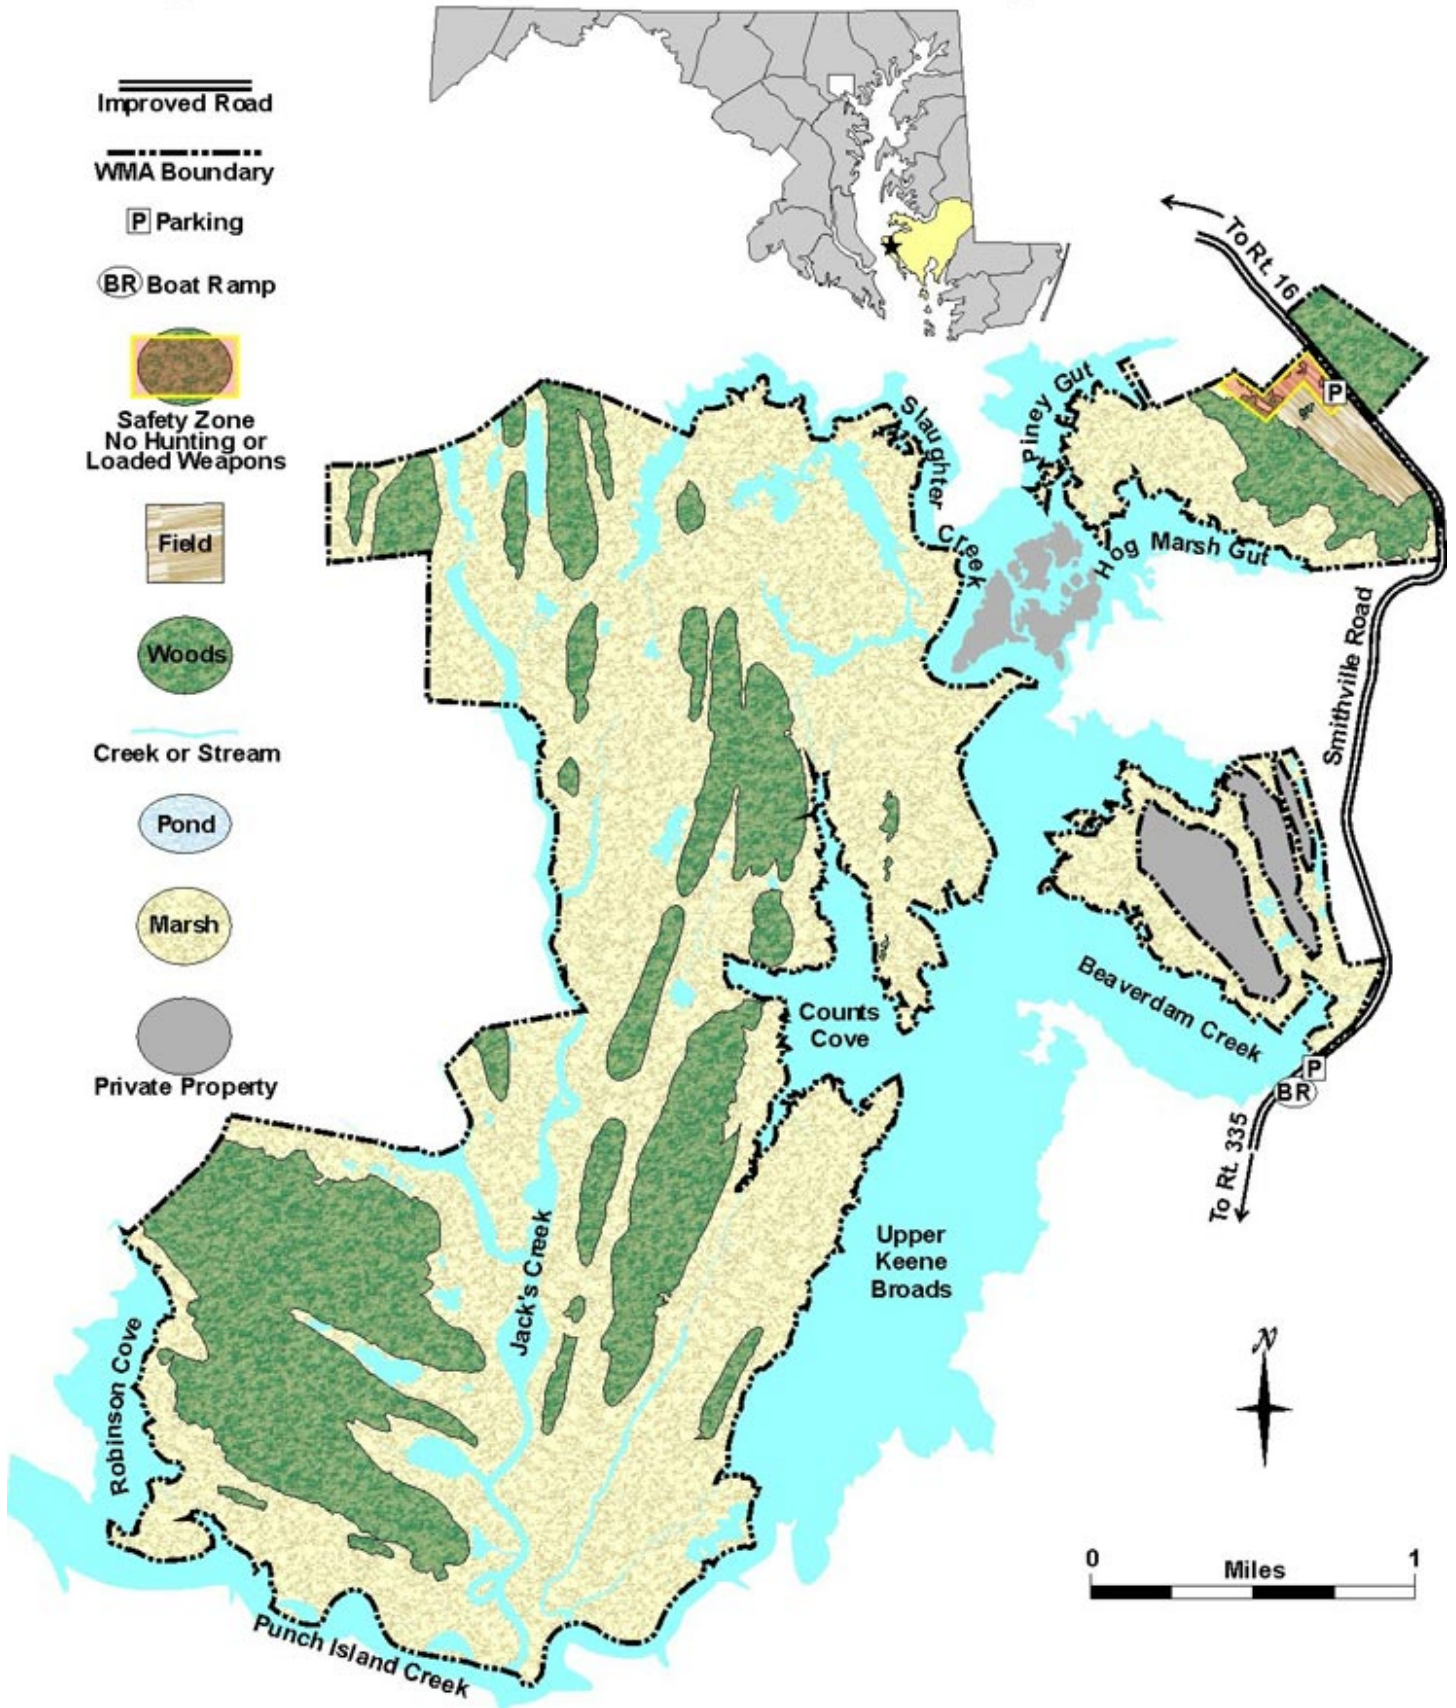 Improved Road
WMA Boundary
P Parking
BR Boat Ramp
Safety Zone
No Hunting or
Loaded Weapons
Field
Woods
Creek or Stream
Pond
Marsh
Private Property
To Rt. 16
P
Piney Gut
Slaughter Creek
Hog Marsh Gut
Smithville Road
Beaverdam Creek
Counts
Cove
P
BR
To Rt. 335
Upper
Keene
Broads
Jack's Creek
Robinson Cove
Punch Island Creek
N
0 1
Miles